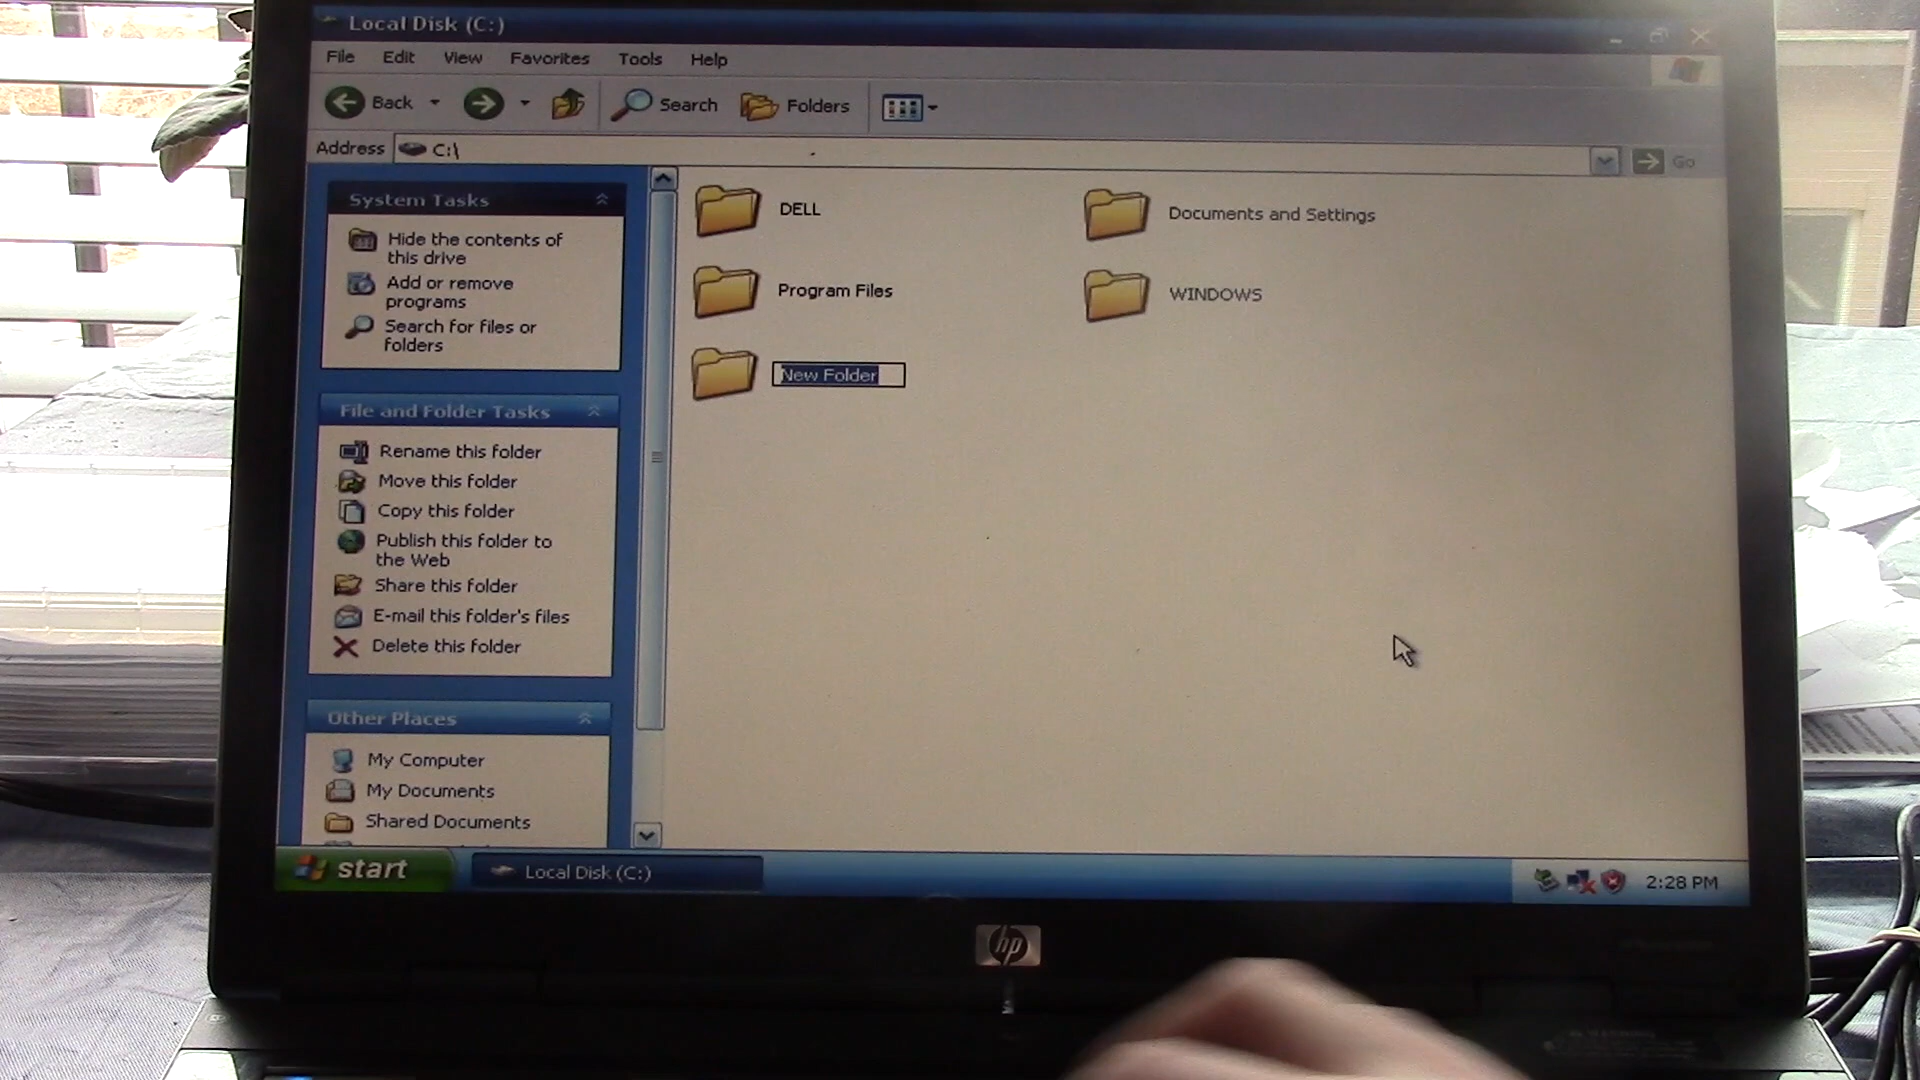 Local Disk (C:)
File Edit View Favorites Tools Help
Back Search Folders
Address C:\ Go
System Tasks
Hide the contents of
this drive
Add or remove
programs
Search for files or
folders
File and Folder Tasks
Rename this folder
Move this folder
Copy this folder
Publish this folder to
the Web
Share this folder
E-mail this folder's files
Delete this folder
Other Places
My Computer
My Documents
Shared Documents
DELL
Documents and Settings
Program Files
WINDOWS
New Folder
start
Local Disk (C:)
2:28 PM
hp